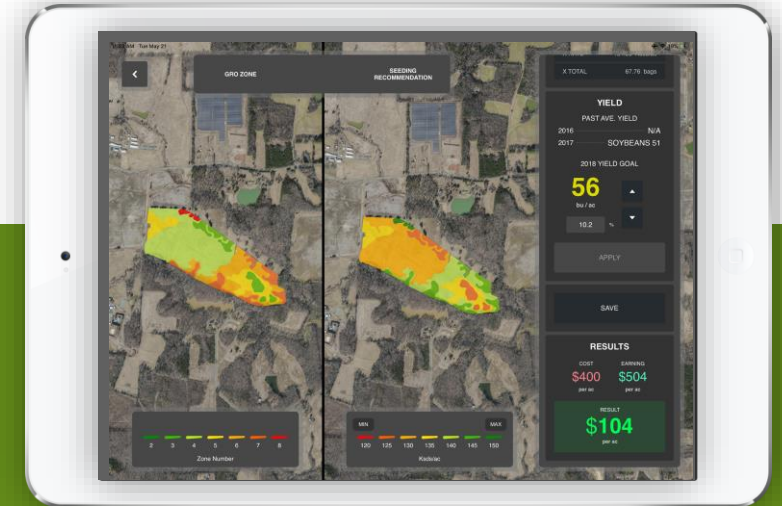 Tue May 21
GRO ZONE
SEEDING
RECOMMENDATION
X TOTAL 67.76 bags
YIELD
PAST AVE. YIELD
2016 N/A
2017 SOYBEANS 51
2018 YIELD GOAL
56
bu / ac
10.2 %
APPLY
SAVE
RESULTS
COST EARNING
$400 $504
per ac per ac
RESULT
$104
per ac
2 3 4 5 6 7 8
Zone Number
MIN MAX
120 125 130 135 140 145 150
Ksds/ac